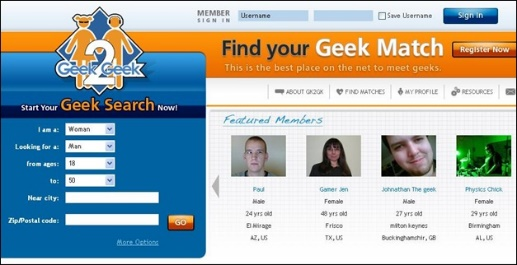 MEMBER
SIGN IN
Username
Save Username
Sign in
Geek 2 Geek
Find your Geek Match
Register Now
This is the best place on the net to meet geeks.
ABOUT GK2GK
FIND MATCHES
MY PROFILE
RESOURCES
Start Your Geek Search Now!
I am a: Woman
Looking for a: Man
from ages: 18
to: 50
Near city:
Zip/Postal code:
GO
More Options
Featured Members
Paul
Male
24 yrs old
El Mirage
AZ, US
Gamer Jen
Female
48 yrs old
Frisco
TX, US
Johnathan The geek
Male
27 yrs old
milton keynes
Buckinghamshir, GB
Physics Chick
Female
29 yrs old
Birmingham
AL, US